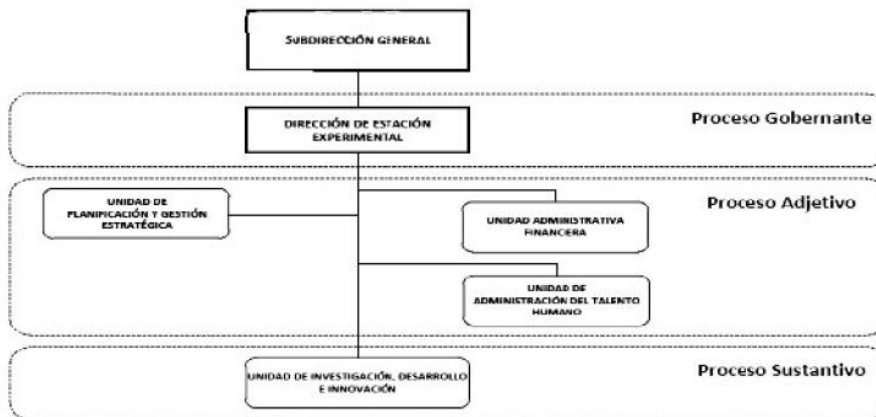 SUBDIRECCIÓN GENERAL
Proceso Gobernante
DIRECCIÓN DE ESTACIÓN
EXPERIMENTAL
Proceso Adjetivo
UNIDAD DE
PLANIFICACIÓN Y GESTIÓN
ESTRATÉGICA
UNIDAD ADMINISTRATIVA
FINANCIERA
UNIDAD DE
ADMINISTRACIÓN DEL TALENTO
HUMANO
Proceso Sustantivo
UNIDAD DE INVESTIGACIÓN, DESARROLLO
E INNOVACIÓN